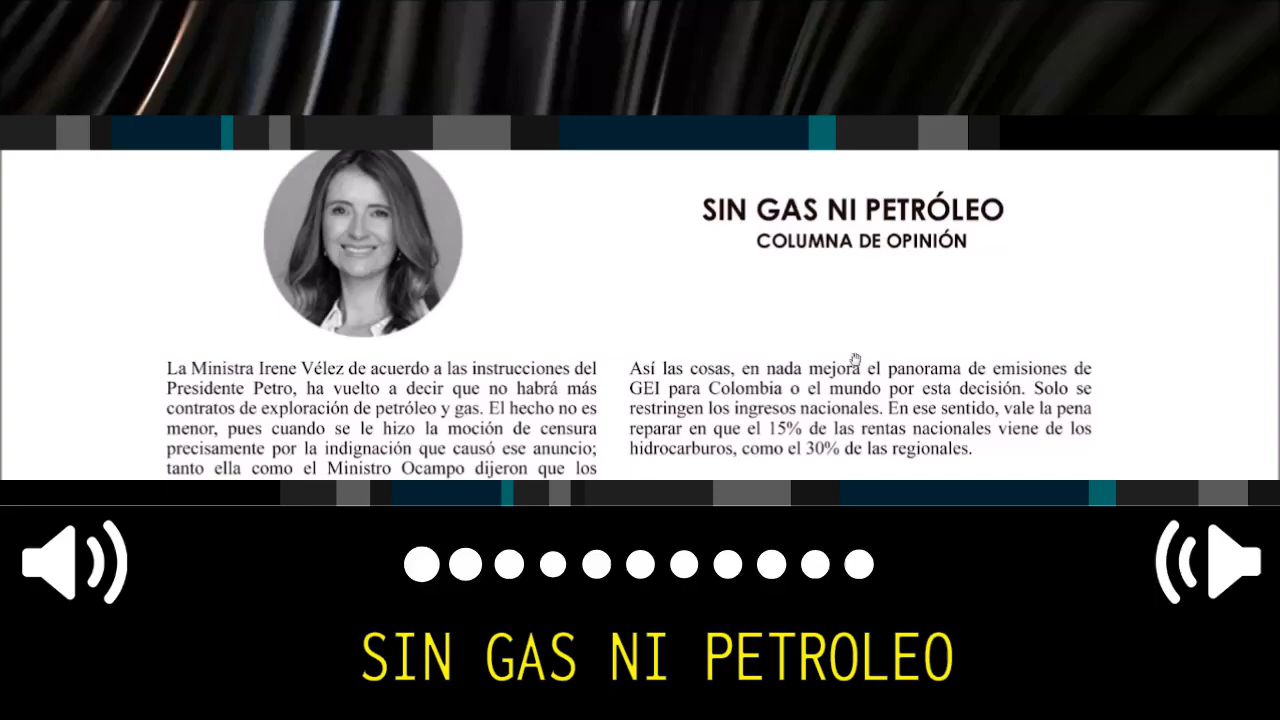 SIN GAS NI PETRÓLEO
COLUMNA DE OPINIÓN
La Ministra Irene Vélez de acuerdo a las instrucciones del
Presidente Petro, ha vuelto a decir que no habrá más
contratos de exploración de petróleo y gas. El hecho no es
menor, pues cuando se le hizo la moción de censura
precisamente por la indignación que causó ese anuncio;
tanto ella como el Ministro Ocampo dijeron que los
Así las cosas, en nada mejora el panorama de emisiones de
GEI para Colombia o el mundo por esta decisión. Solo se
restringen los ingresos nacionales. En ese sentido, vale la pena
reparar en que el 15% de las rentas nacionales viene de los
hidrocarburos, como el 30% de las regionales.
SIN GAS NI PETROLEO